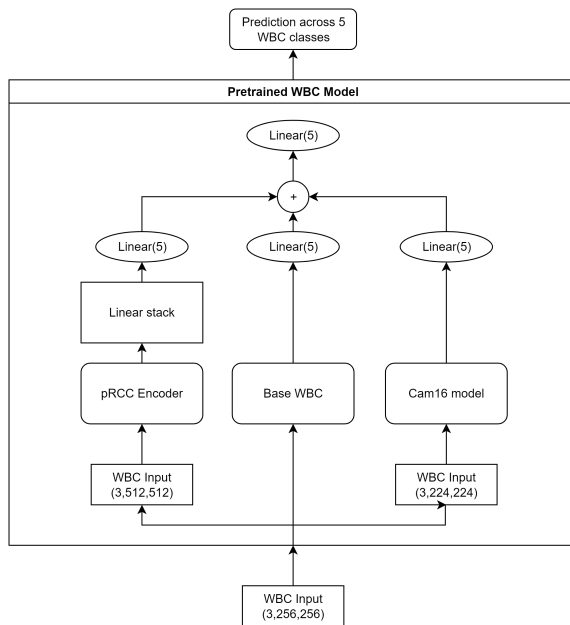 Prediction across 5
WBC classes
Pretrained WBC Model
Linear(5)
+
Linear(5)
Linear(5)
Linear(5)
Linear stack
pRCC Encoder
Base WBC
Cam16 model
WBC Input
(3,512,512)
WBC Input
(3,224,224)
WBC Input
(3,256,256)